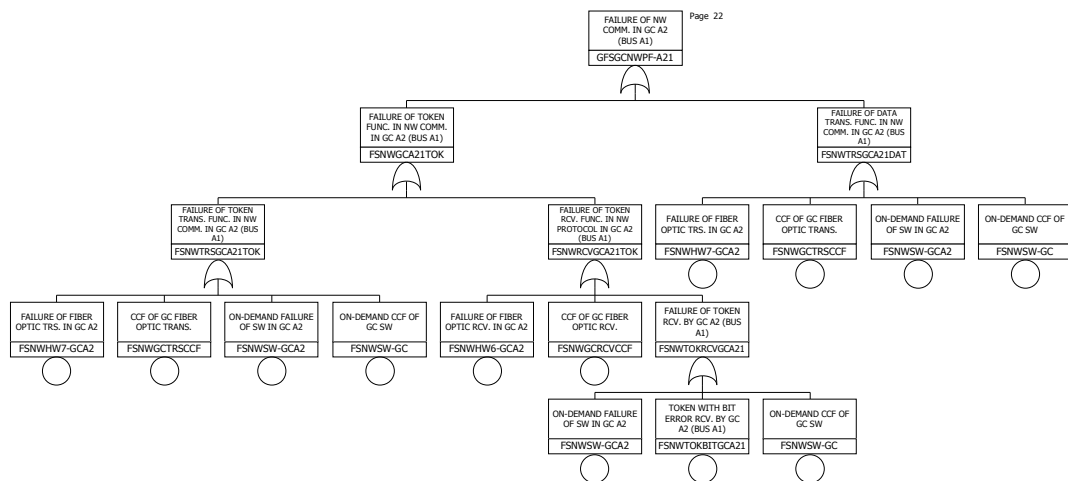 Page 22
FAILURE OF NW
COMM. IN GC A2
(BUS A1)
GFSGCNWPF-A21
FAILURE OF TOKEN
FUNC. IN NW COMM.
IN GC A2 (BUS A1)
FSNWGCA21TOK
FAILURE OF DATA
TRANS. FUNC. IN NW
COMM. IN GC A2 (BUS
A1)
FSNWTRSGCA21DAT
FAILURE OF TOKEN
TRANS. FUNC. IN NW
COMM. IN GC A2 (BUS
A1)
FSNWTRSGCA21TOK
FAILURE OF TOKEN
RCV. FUNC. IN NW
PROTOCOL IN GC A2
(BUS A1)
FSNWRCVGCA21TOK
FAILURE OF FIBER
OPTIC TRS. IN GC A2
FSNWHW7-GCA2
CCF OF GC FIBER
OPTIC TRANS.
FSNWGCTRSCCF
ON-DEMAND FAILURE
OF SW IN GC A2
FSNWSW-GCA2
ON-DEMAND CCF OF
GC SW
FSNWSW-GC
FAILURE OF FIBER
OPTIC TRS. IN GC A2
FSNWHW7-GCA2
CCF OF GC FIBER
OPTIC TRANS.
FSNWGCTRSCCF
ON-DEMAND FAILURE
OF SW IN GC A2
FSNWSW-GCA2
ON-DEMAND CCF OF
GC SW
FSNWSW-GC
FAILURE OF FIBER
OPTIC RCV. IN GC A2
FSNWHW6-GCA2
CCF OF GC FIBER
OPTIC RCV.
FSNWGCRCVCCF
FAILURE OF TOKEN
RCV. BY GC A2 (BUS
A1)
FSNWTOKRCVGCA21
ON-DEMAND FAILURE
OF SW IN GC A2
FSNWSW-GCA2
TOKEN WITH BIT
ERROR RCV. BY GC
A2 (BUS A1)
FSNWTOKBITGCA21
ON-DEMAND CCF OF
GC SW
FSNWSW-GC